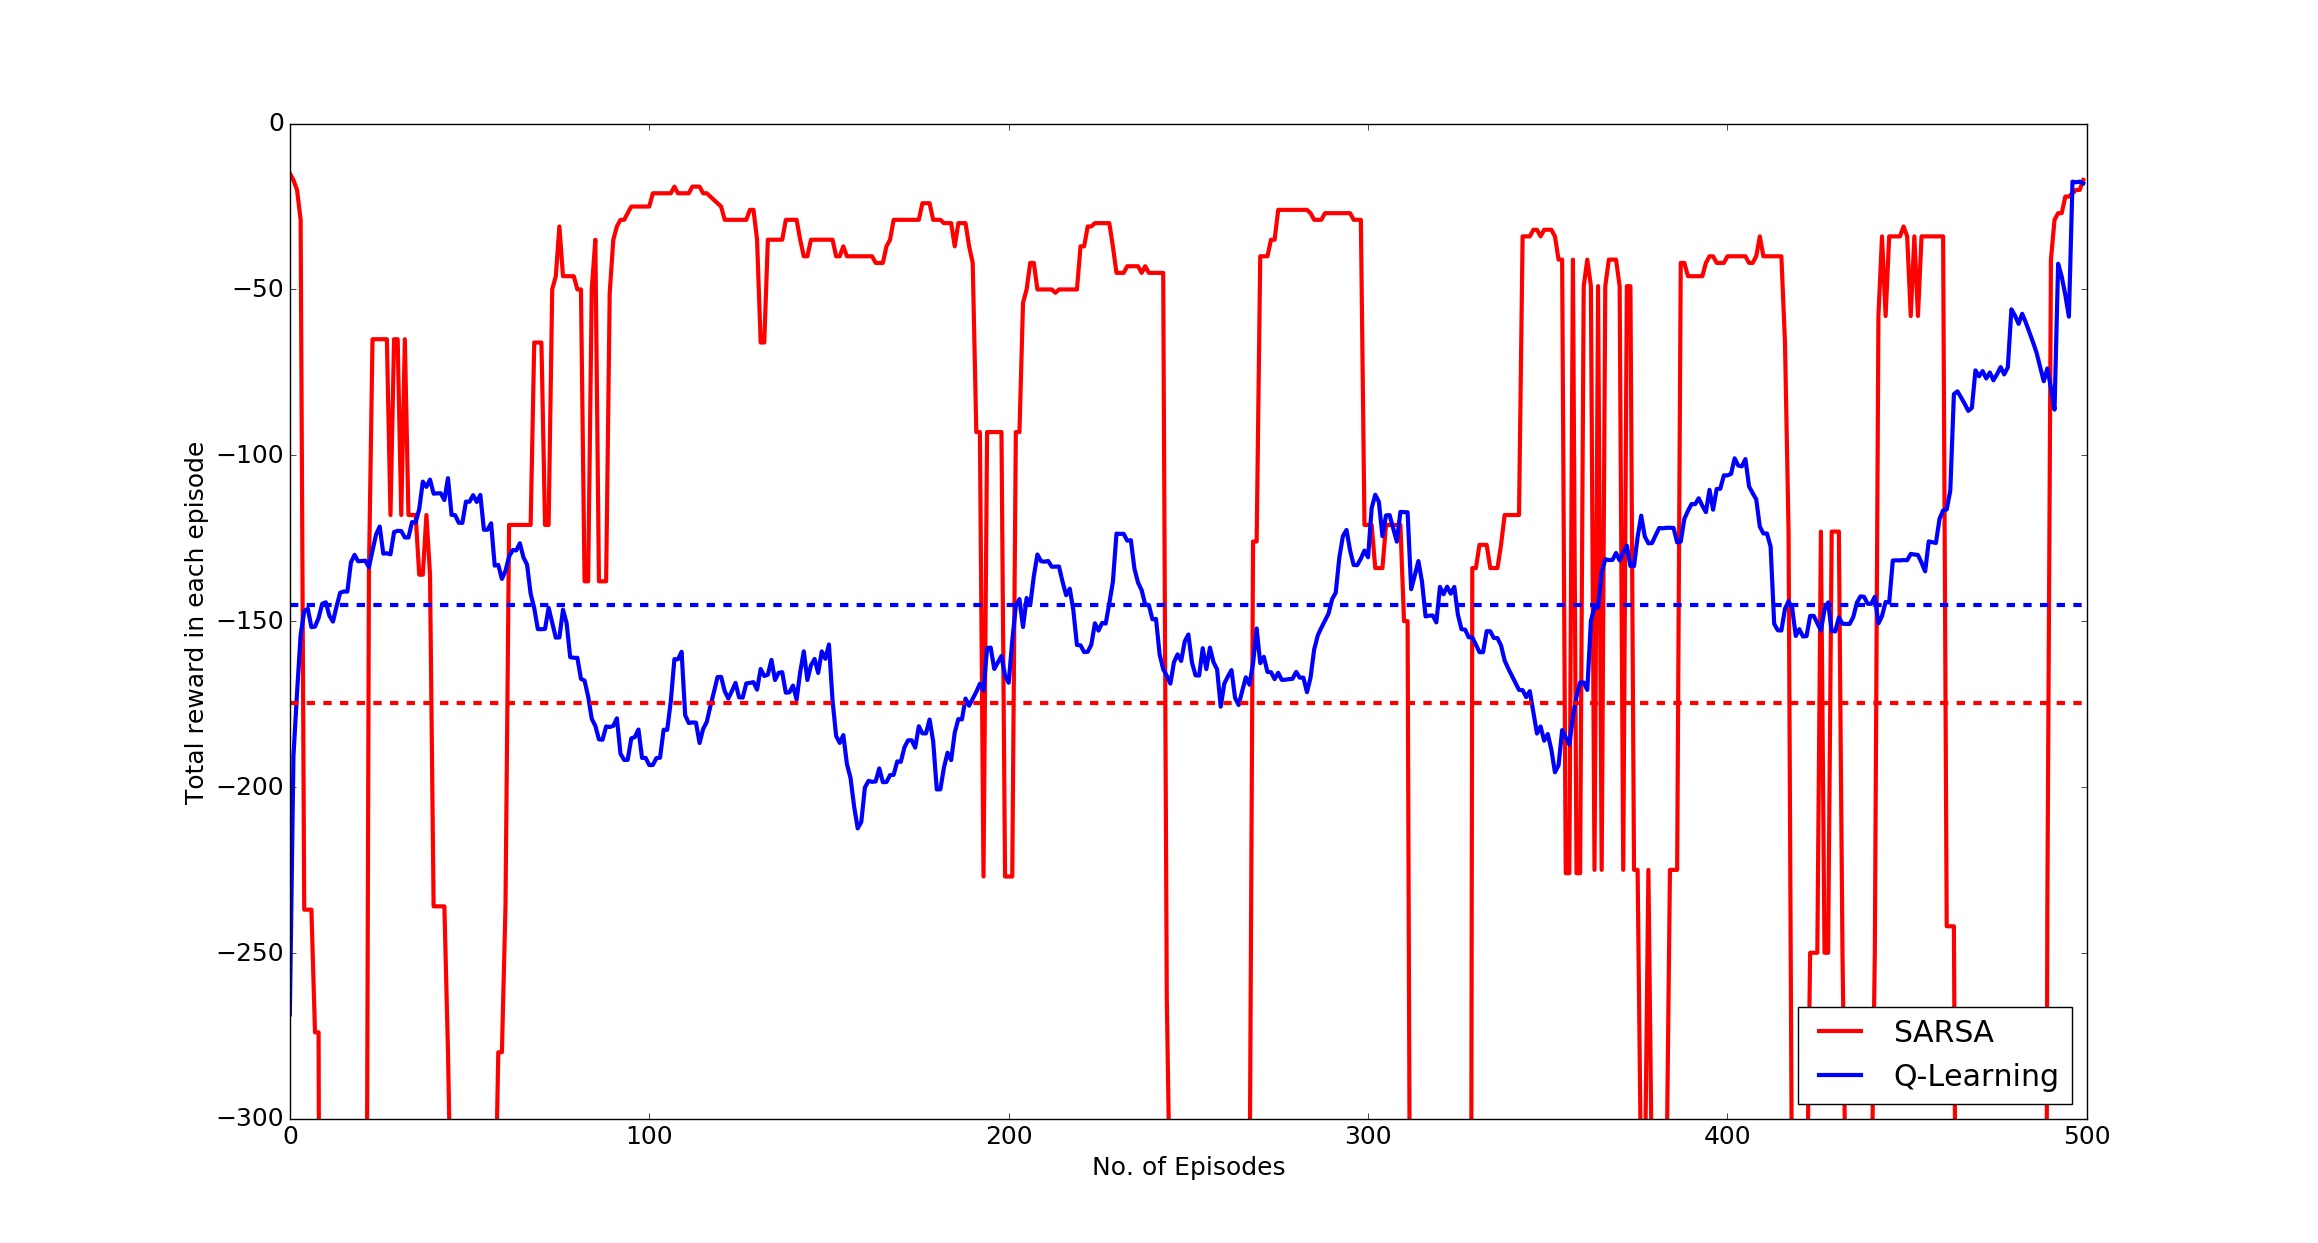 0
−50
−100
−150
−200
−250
−300
Total reward in each episode
0 100 200 300 400 500
No. of Episodes
SARSA
Q-Learning